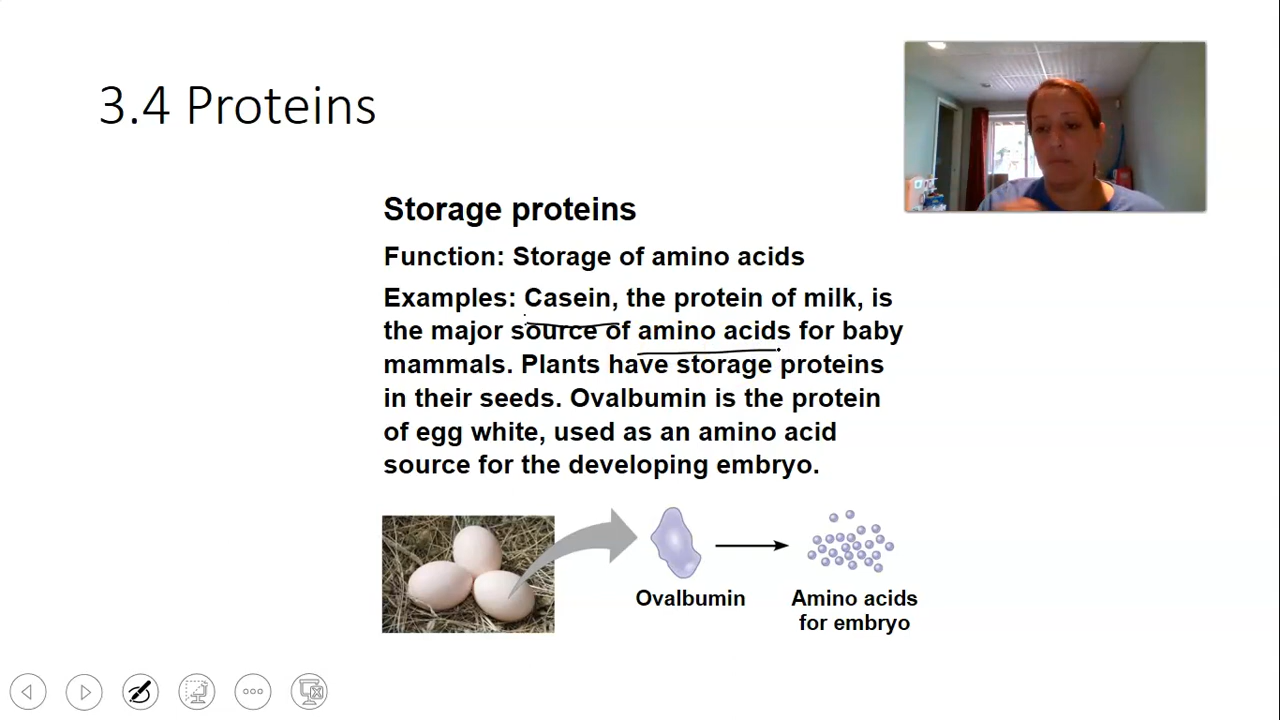 3.4 Proteins
Storage proteins
Function: Storage of amino acids
Examples: Casein, the protein of milk, is
the major source of amino acids for baby
mammals. Plants have storage proteins
in their seeds. Ovalbumin is the protein
of egg white, used as an amino acid
source for the developing embryo.
Ovalbumin
Amino acids
for embryo